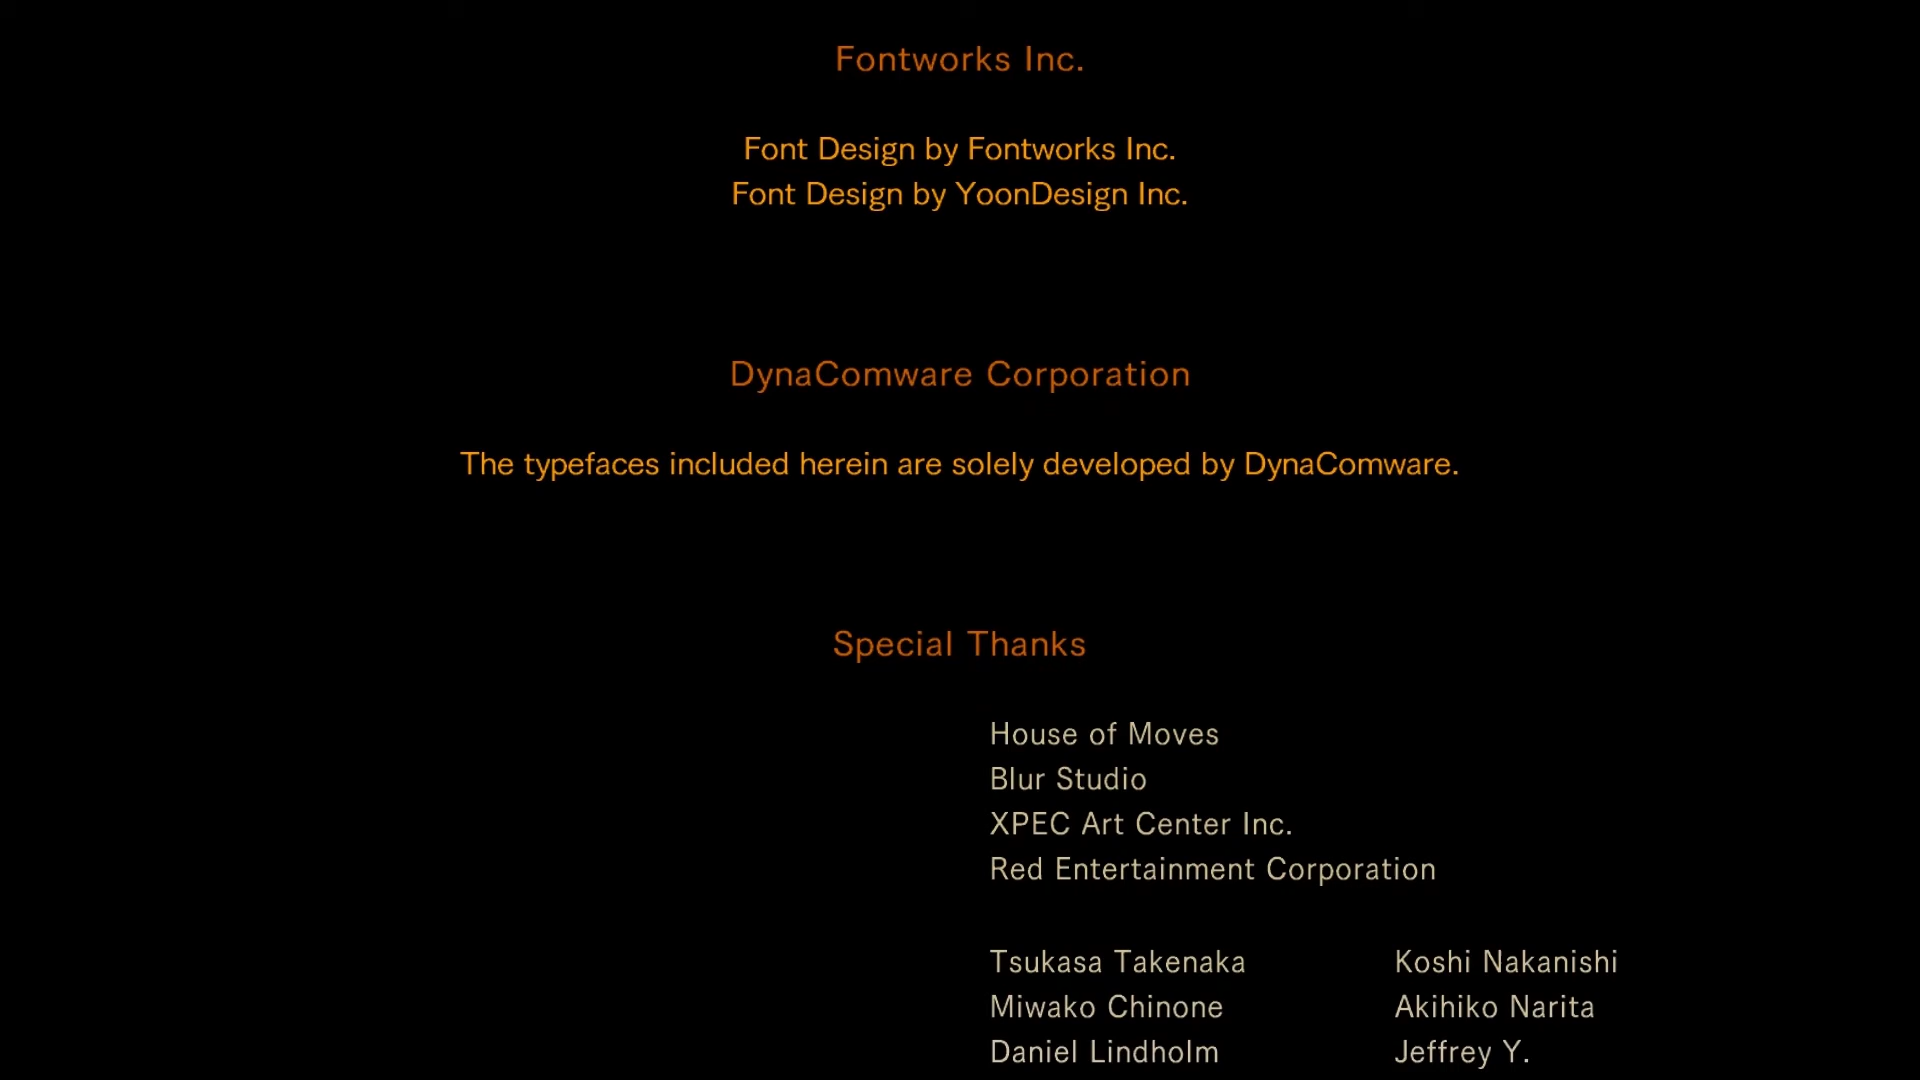 Fontworks Inc.
Font Design by Fontworks Inc.
Font Design by YoonDesign Inc.
DynaComware Corporation
The typefaces included herein are solely developed by DynaComware.
Special Thanks
House of Moves
Blur Studio
XPEC Art Center Inc.
Red Entertainment Corporation
Tsukasa Takenaka Koshi Nakanishi
Miwako Chinone Akihiko Narita
Daniel Lindholm Jeffrey Y.